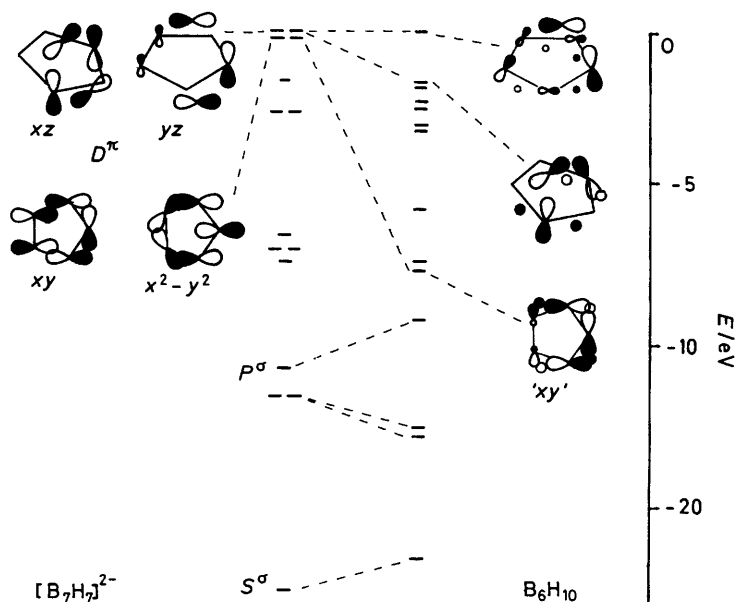 0
xz
yz
D^π
-5
xy
x² - y²
E/eV
-10
P^σ
'xy'
-20
[B₇H₇]²⁻
S^σ
B₆H₁₀